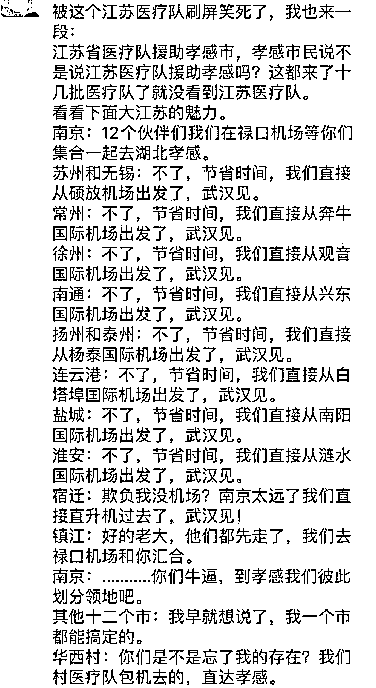 被这个江苏医疗队刷屏笑死了，我也来一
段：
江苏省医疗队援助孝感市，孝感市民说不
是说江苏医疗队援助孝感吗？这都来了十
几批医疗队了就没看到江苏医疗队。
看看下面大江苏的魅力。
南京：12个伙伴们我们在禄口机场等你们
集合一起去湖北孝感。
苏州和无锡：不了，节省时间，我们直接
从硕放机场出发了，武汉见。
常州：不了，节省时间，我们直接从奔牛
国际机场出发了，武汉见。
徐州：不了，节省时间，我们直接从观音
国际机场出发了，武汉见。
南通：不了，节省时间，我们直接从兴东
国际机场出发了，武汉见。
扬州和泰州：不了，节省时间，我们直接
从杨泰国际机场出发了，武汉见。
连云港：不了，节省时间，我们直接从白
塔埠国际机场出发了，武汉见。
盐城：不了，节省时间，我们直接从南阳
国际机场出发了，武汉见。
淮安：不了，节省时间，我们直接从涟水
国际机场出发了，武汉见。
宿迁：欺负我没机场？南京太远了我们直
接直升机过去了，武汉见！
镇江：好的老大，他们都先走了，我们去
禄口机场和你汇合。
南京：...........你们牛逼，到孝感我们彼此
划分领地吧。
其他十二个市：我早就想说了，我一个市
都能搞定的。
华西村：你们是不是忘了我的存在？我们
村医疗队包机去的，直达孝感。